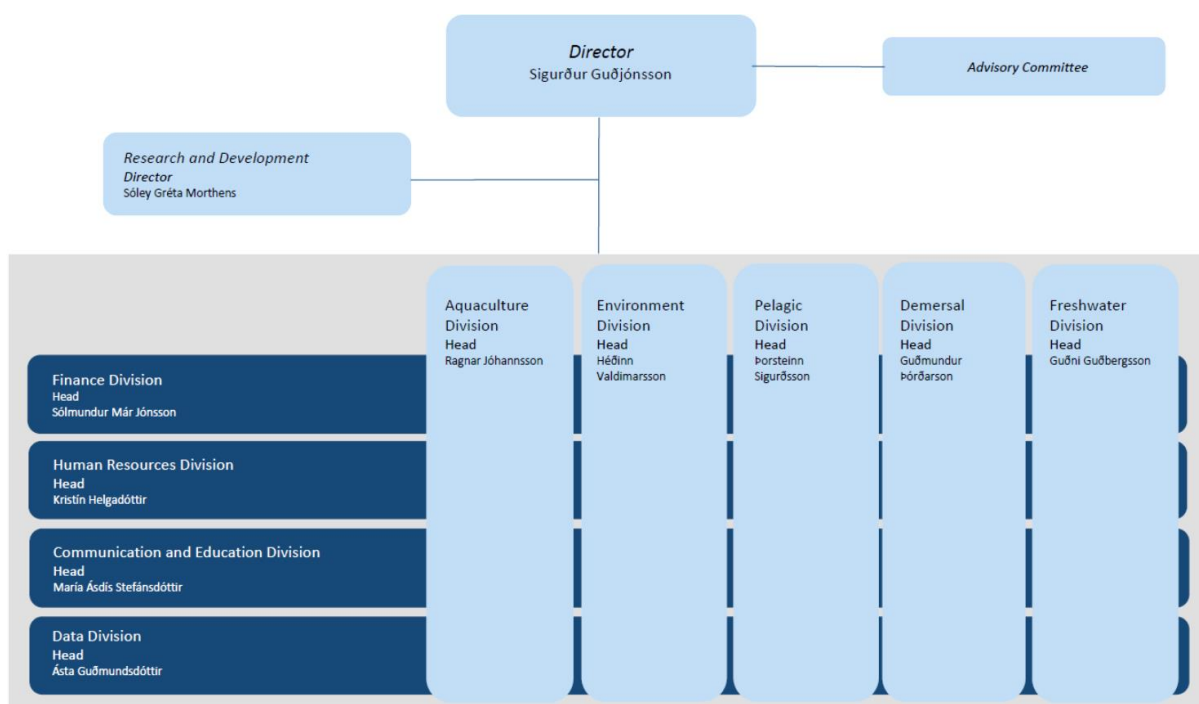 Director
Sigurður Guðjónsson
Advisory Committee
Research and Development
Director
Sóley Gréta Morthens
Aquaculture
Division
Head
Ragnar Jóhannsson
Environment
Division
Head
Héðinn
Valdimarsson
Pelagic
Division
Head
Þorsteinn
Sigurðsson
Demersal
Division
Head
Guðmundur
Þórðarson
Freshwater
Division
Head
Guðni Guðbergsson
Finance Division
Head
Sólmundur Már Jónsson
Human Resources Division
Head
Kristín Helgadóttir
Communication and Education Division
Head
María Ásdís Stefánsdóttir
Data Division
Head
Ásta Guðmundsdóttir